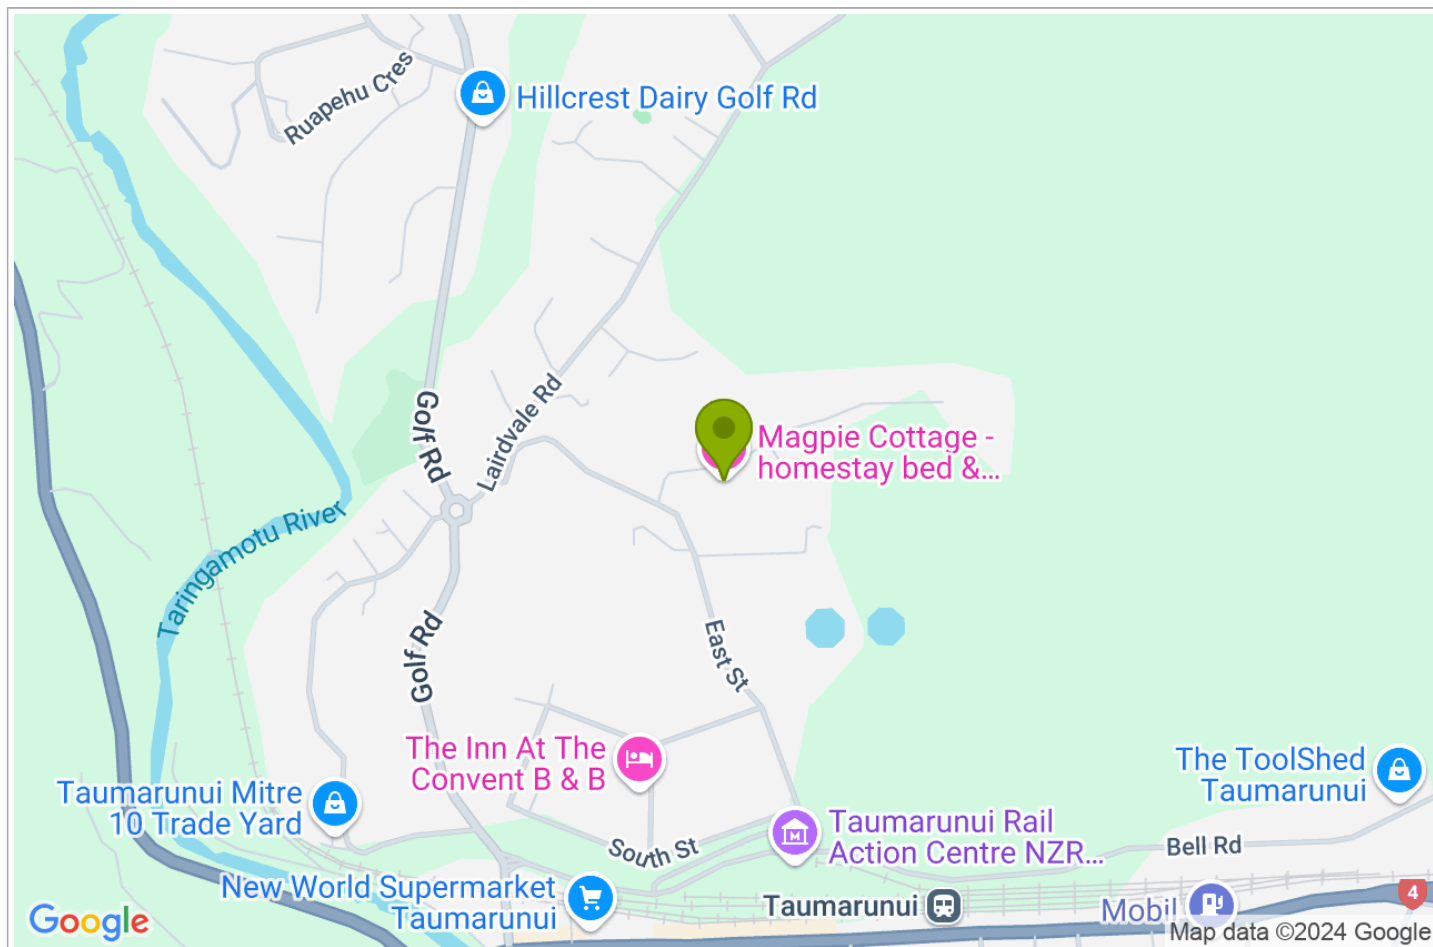 Ruapehu Cres
Hillcrest Dairy Golf Rd
Golf Rd
Lairdvale Rd
Magpie Cottage -
homestay bed &...
Taringamotu River
Golf Rd
East St
The Inn At The
Convent B & B
The ToolShed
Taumarunui
Taumarunui Mitre
10 Trade Yard
Taumarunui Rail
Action Centre NZR...
South St
Bell Rd
New World Supermarket
Taumarunui
Taumarunui
Mobil
4
Google
Map data ©2024 Google